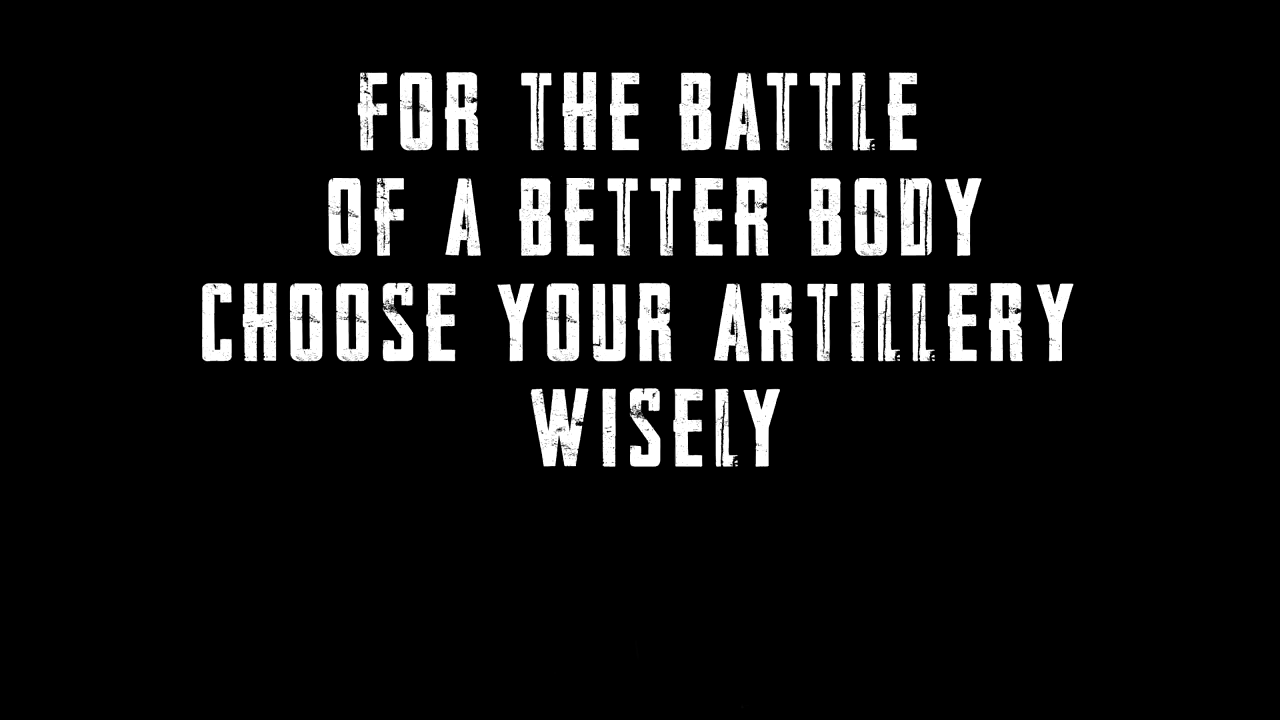 FOR THE BATTLE
OF A BETTER BODY
CHOOSE YOUR ARTILLERY
WISELY